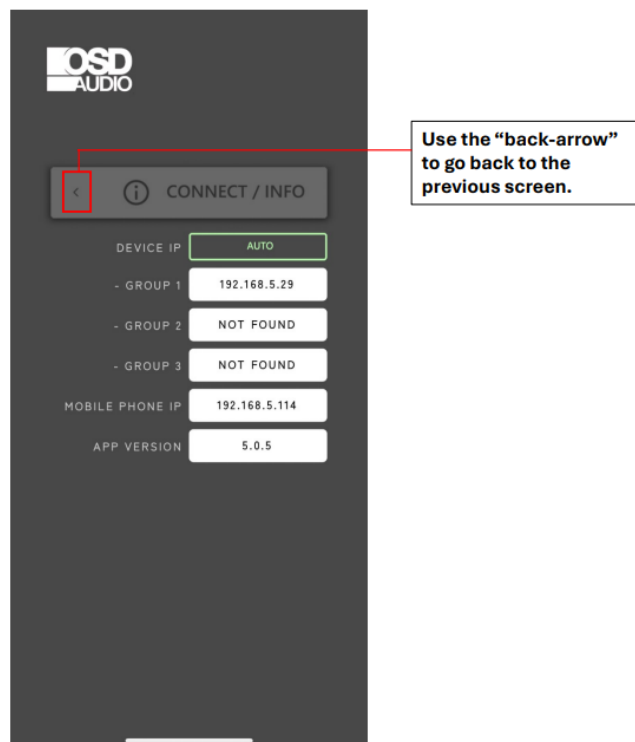 OSD
AUDIO
Use the “back-arrow”
to go back to the
previous screen.
< i CONNECT / INFO
DEVICE IP AUTO
- GROUP 1 192.168.5.29
- GROUP 2 NOT FOUND
- GROUP 3 NOT FOUND
MOBILE PHONE IP 192.168.5.114
APP VERSION 5.0.5